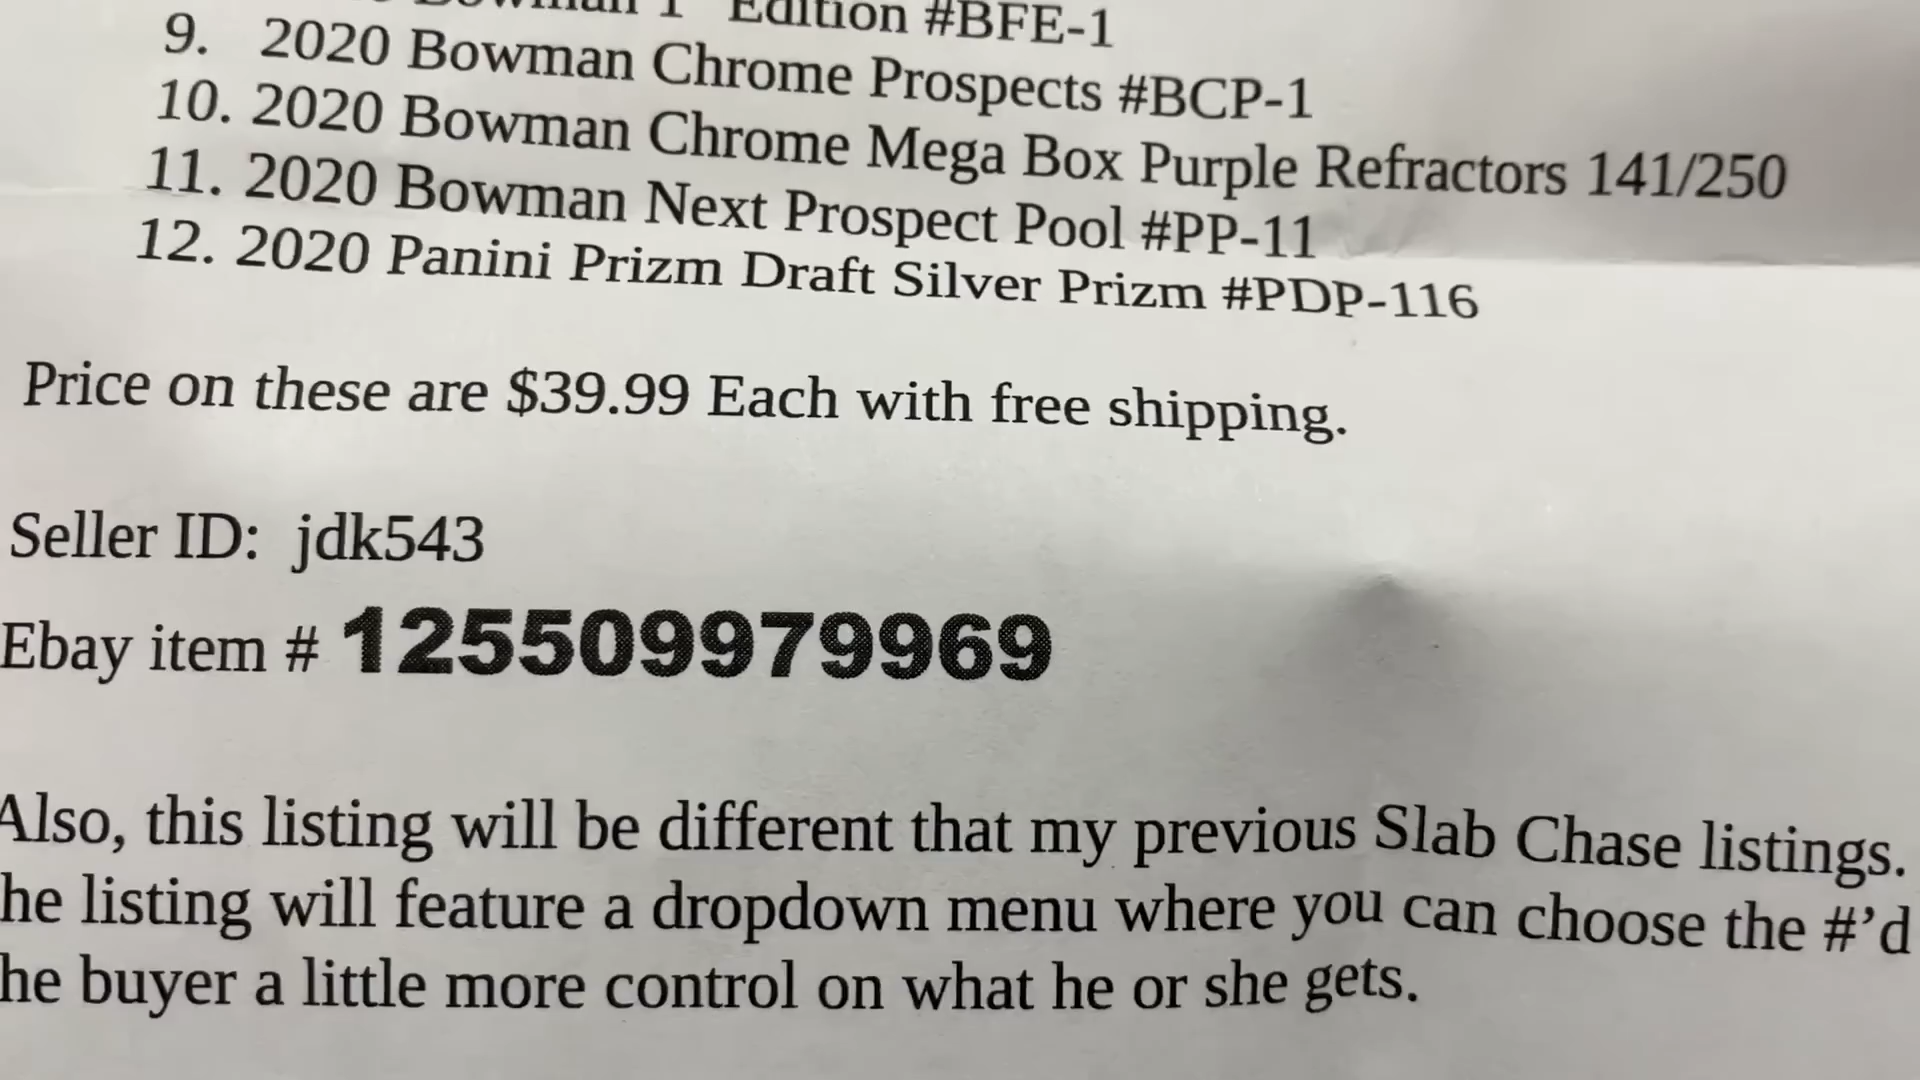 Edition #BFE-1
9. 2020 Bowman Chrome Prospects #BCP-1
10. 2020 Bowman Chrome Mega Box Purple Refractors 141/250
11. 2020 Bowman Next Prospect Pool #PP-11
12. 2020 Panini Prizm Draft Silver Prizm #PDP-116
Price on these are $39.99 Each with free shipping.
Seller ID: jdk543
Ebay item # 125509979969
Also, this listing will be different that my previous Slab Chase listings.
he listing will feature a dropdown menu where you can choose the #'d
he buyer a little more control on what he or she gets.